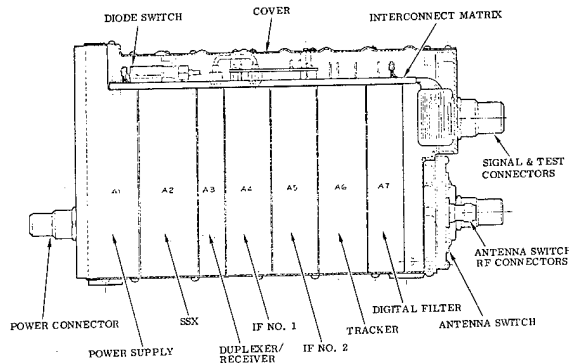 COVER
DIODE SWITCH
INTERCONNECT MATRIX
SIGNAL & TEST
CONNECTORS
A1 A2 A3 A4 A5 A6 A7
ANTENNA SWITCH
RF CONNECTORS
DIGITAL FILTER
ANTENNA SWITCH
POWER CONNECTOR
SSX
IF NO. 1
TRACKER
POWER SUPPLY
DUPLEXER/
RECEIVER
IF NO. 2